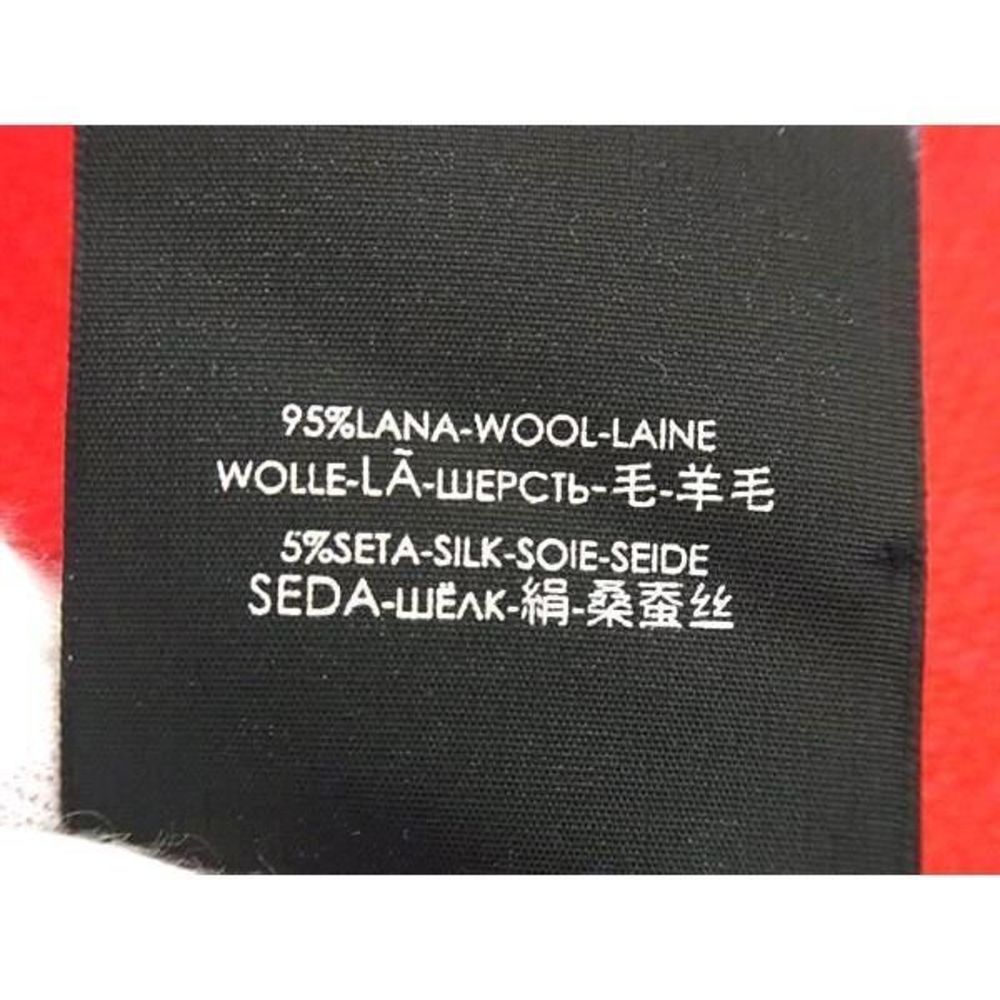 95%LANA-WOOL-LAINE
WOLLE-LÃ-ШЕРСТЬ-毛-羊毛
5%SETA-SILK-SOIE-SEIDE
SEDA-ШЁЛК-絹-桑蚕丝